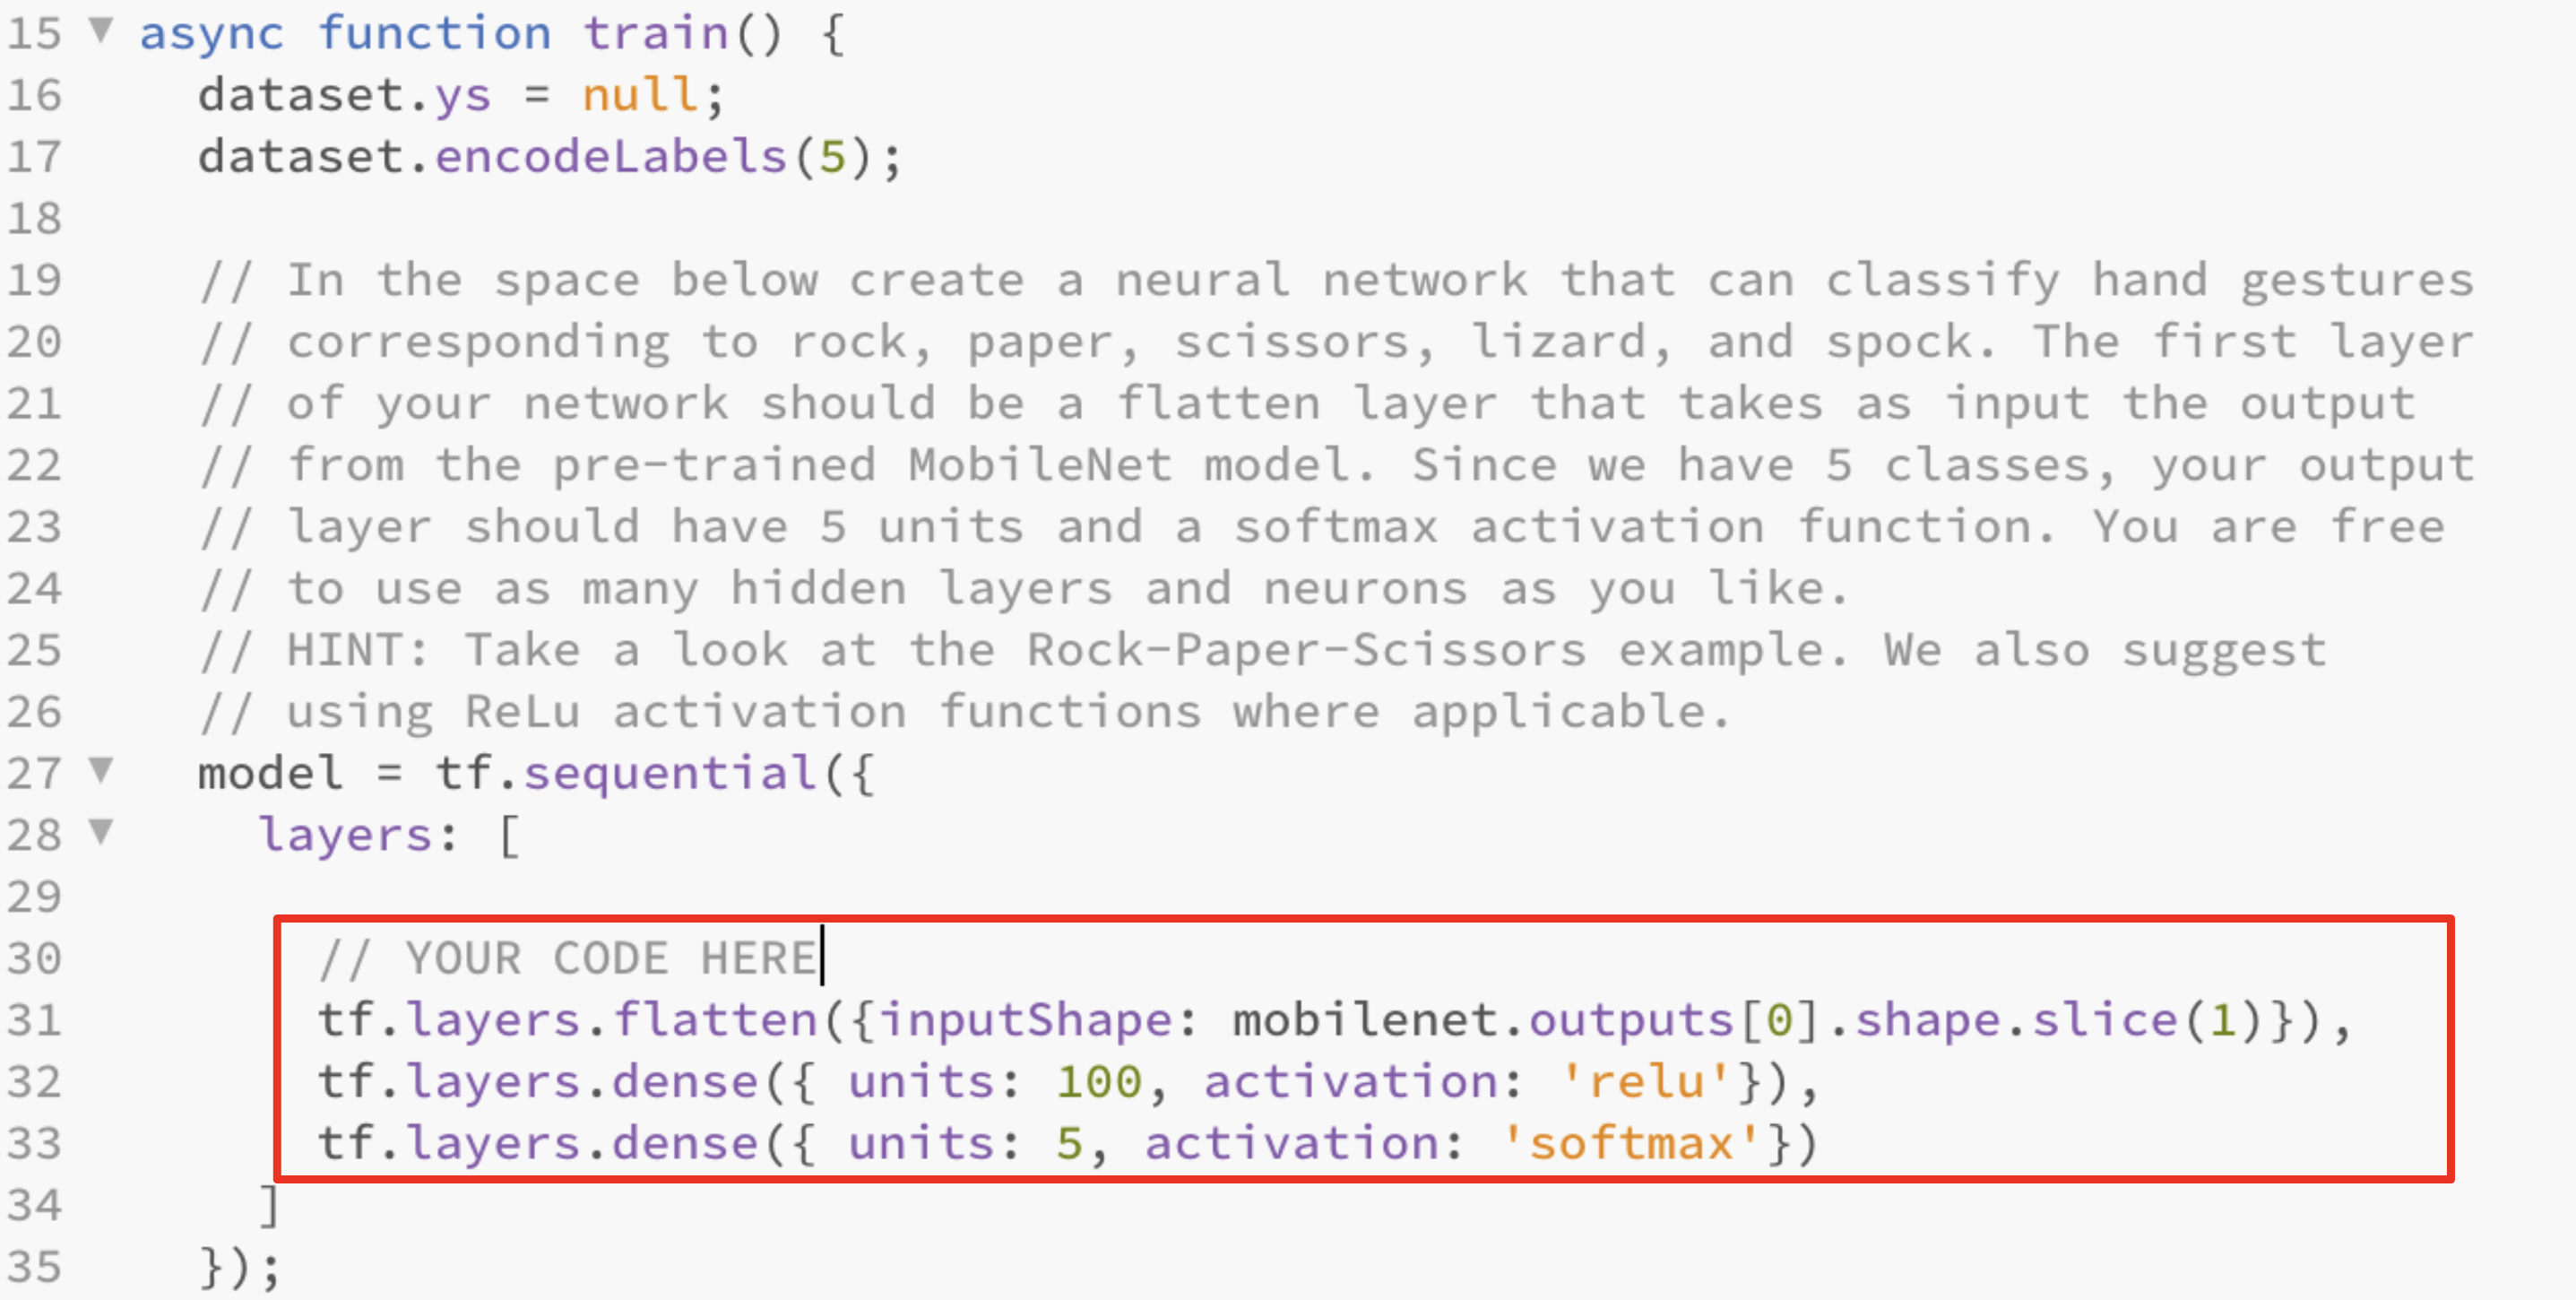 15 ▼ async function train() {
16 dataset.ys = null;
17 dataset.encodeLabels(5);
18
19 // In the space below create a neural network that can classify hand gestures
20 // corresponding to rock, paper, scissors, lizard, and spock. The first layer
21 // of your network should be a flatten layer that takes as input the output
22 // from the pre-trained MobileNet model. Since we have 5 classes, your output
23 // layer should have 5 units and a softmax activation function. You are free
24 // to use as many hidden layers and neurons as you like.
25 // HINT: Take a look at the Rock-Paper-Scissors example. We also suggest
26 // using ReLu activation functions where applicable.
27 ▼ model = tf.sequential({
28 ▼ layers: [
29
30 // YOUR CODE HERE
31 tf.layers.flatten({inputShape: mobilenet.outputs[0].shape.slice(1)}),
32 tf.layers.dense({ units: 100, activation: 'relu'}),
33 tf.layers.dense({ units: 5, activation: 'softmax'})
34 ]
35 });